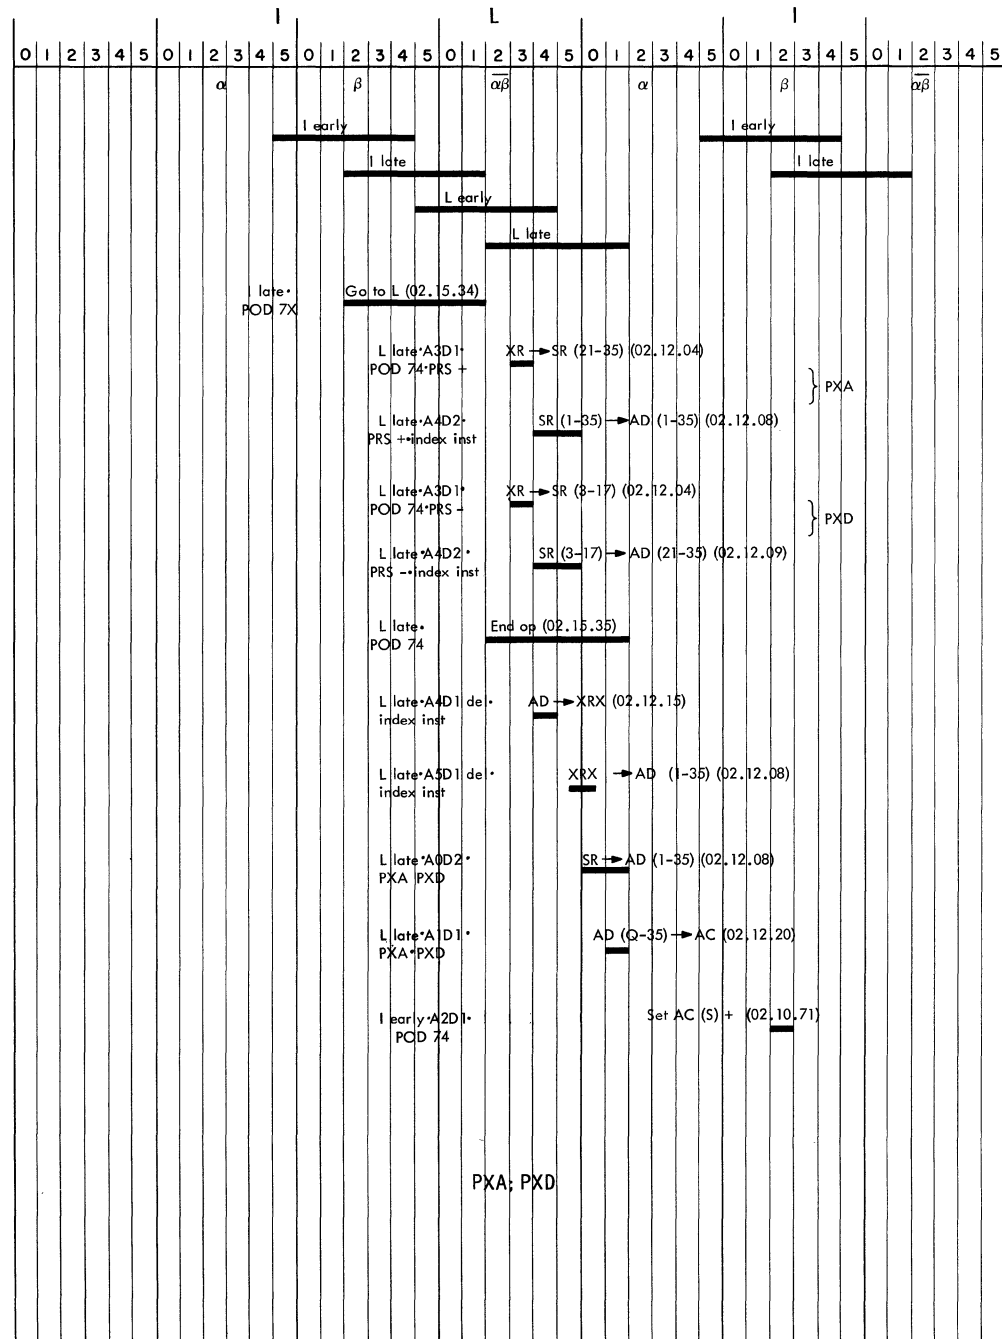 I L I
0 1 2 3 4 5 0 1 2 3 4 5 0 1 2 3 4 5 0 1 2 3 4 5 0 1 2 3 4 5 0 1 2 3 4 5 0 1 2 3 4 5
α β αβ α β αβ
I early I early
I late I late
L early
L late
I late• Go to L (02.15.34)
POD 7X
L late•A3D1• XR → SR (21-35) (02.12.04)
POD 74•PRS +
PXA
L late•A4D2• SR (1-35) → AD (1-35) (02.12.08)
PRS +•index inst
L late•A3D1• XR → SR (3-17) (02.12.04)
POD 74•PRS -
PXD
L late•A4D2• SR (3-17) → AD (21-35) (02.12.09)
PRS -•index inst
L late• End op (02.15.35)
POD 74
L late•A4D1 del• AD → XRX (02.12.15)
index inst
L late•A5D1 del• XRX → AD (1-35) (02.12.08)
index inst
L late•A0D2• SR → AD (1-35) (02.12.08)
PXA PXD
L late•A1D1• AD (Q-35) → AC (02.12.20)
PXA•PXD
I early•A2D1• Set AC (S) + (02.10.71)
POD 74
PXA; PXD